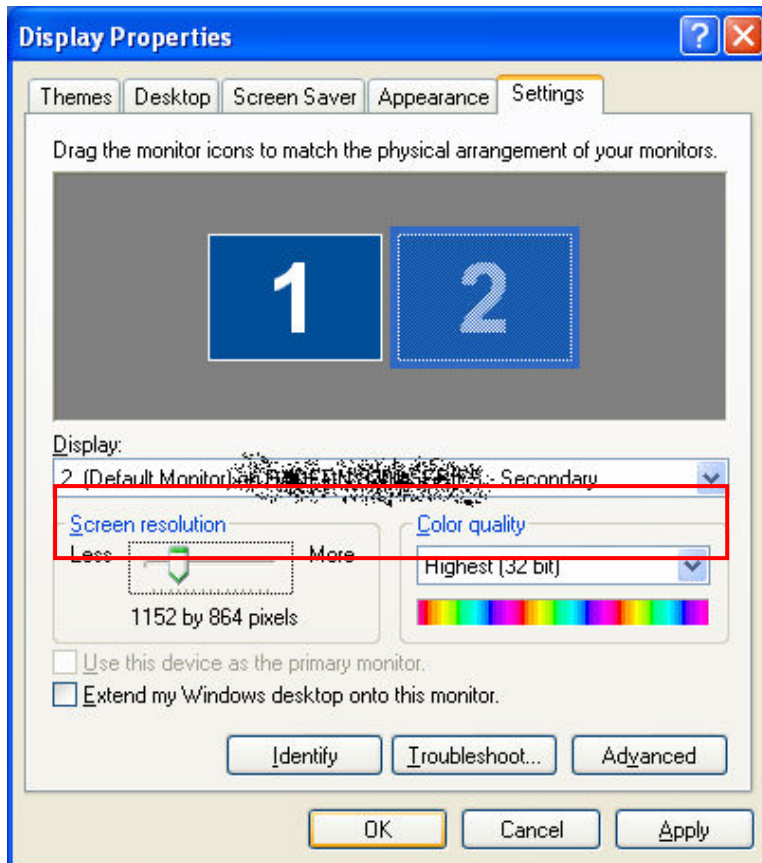 Display Properties
Themes Desktop Screen Saver Appearance Settings
Drag the monitor icons to match the physical arrangement of your monitors.
1 2
Display:
2. (Default Monitor) - Secondary
Screen resolution
Less More
1152 by 864 pixels
Color quality
Highest (32 bit)
Use this device as the primary monitor.
Extend my Windows desktop onto this monitor.
Identify Troubleshoot... Advanced
OK Cancel Apply